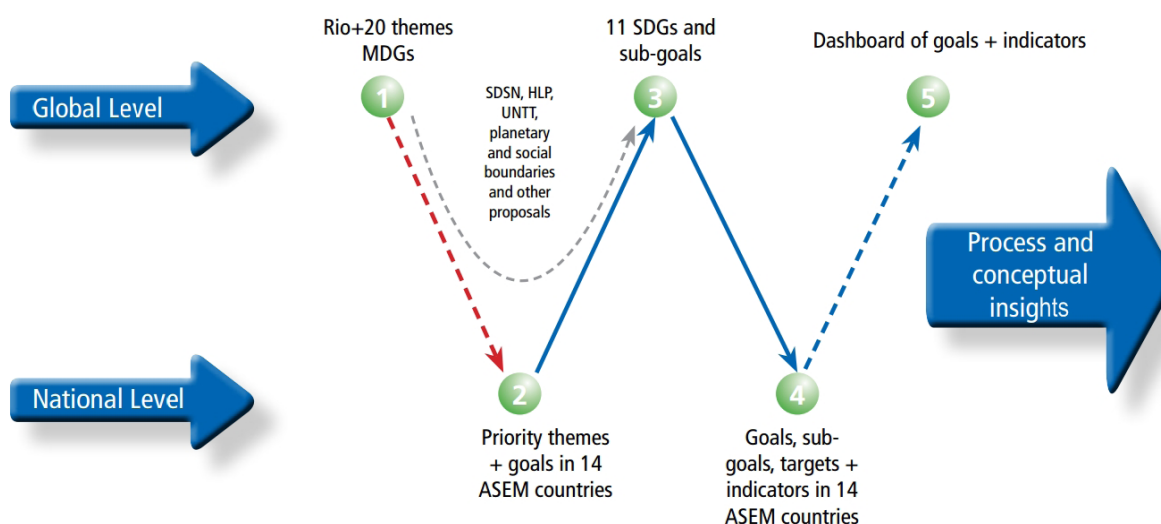 Rio+20 themes
MDGs
11 SDGs and
sub-goals
Dashboard of goals + indicators
Global Level
1
SDSN, HLP,
UNTT,
planetary
and social
boundaries
and other
proposals
3
5
Process and
conceptual
insights
National Level
2
4
Priority themes
+ goals in 14
ASEM countries
Goals, sub-
goals, targets +
indicators in 14
ASEM countries